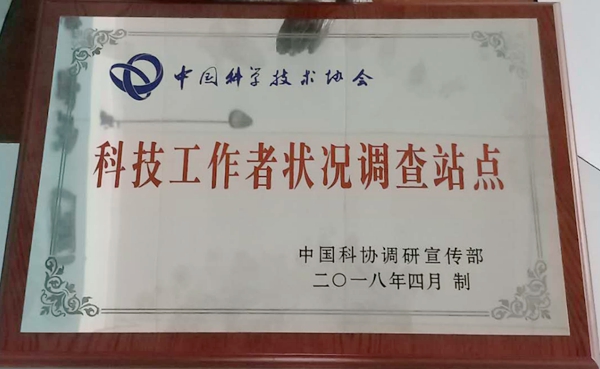 中国科学技术协会
科技工作者状况调查站点
中国科协调研宣传部
二〇一八年四月 制